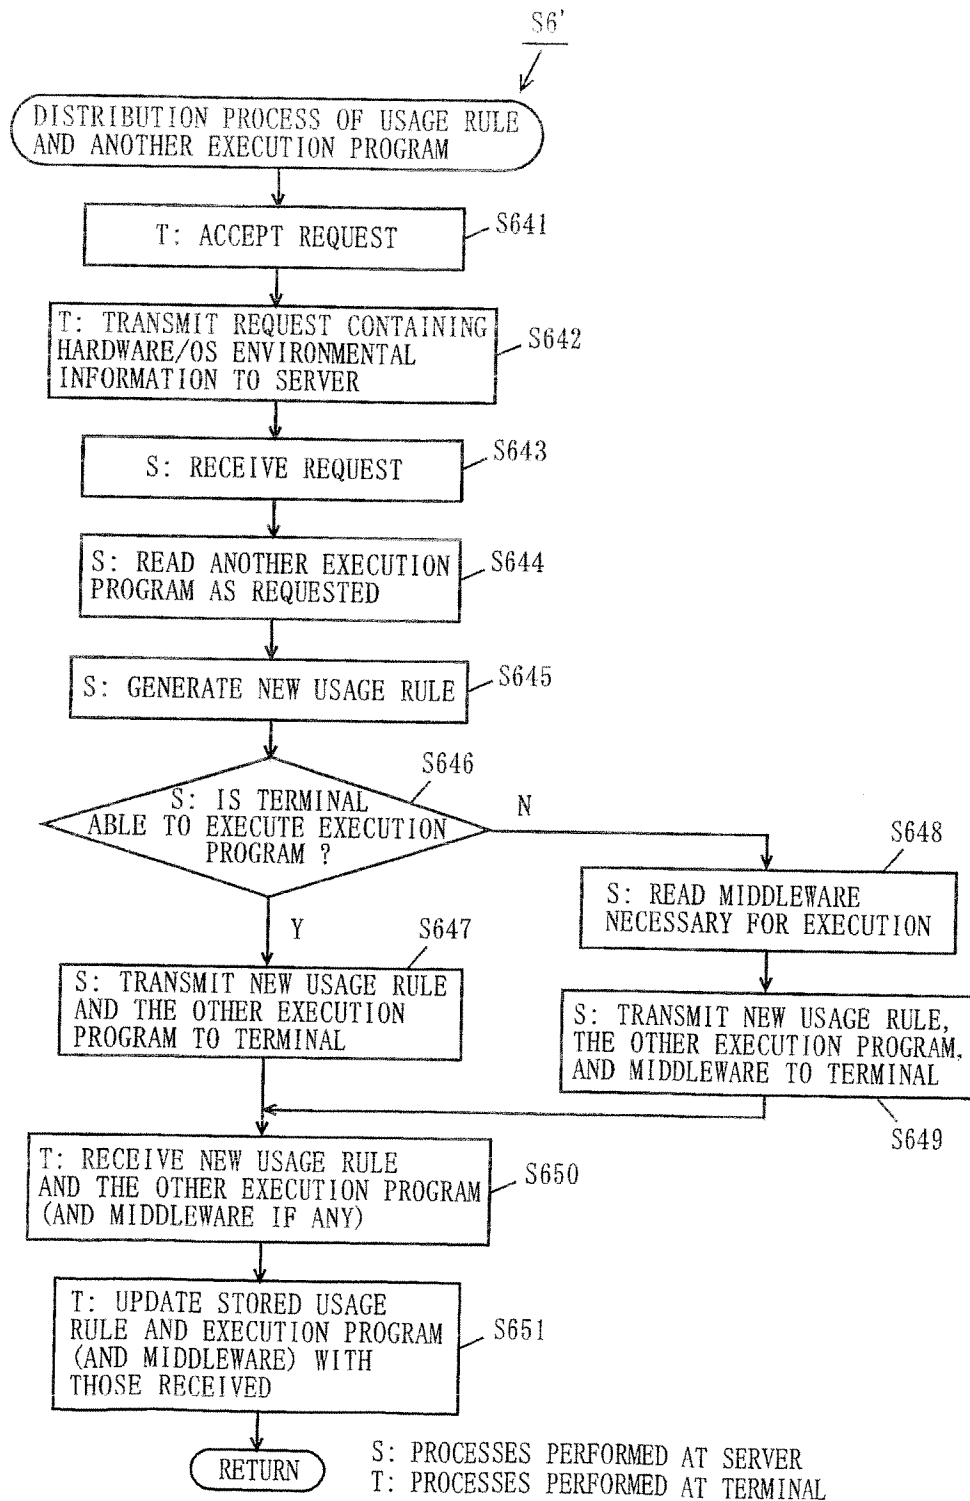 S6'
DISTRIBUTION PROCESS OF USAGE RULE
AND ANOTHER EXECUTION PROGRAM
T: ACCEPT REQUEST
S641
T: TRANSMIT REQUEST CONTAINING
HARDWARE/OS ENVIRONMENTAL
INFORMATION TO SERVER
S642
S: RECEIVE REQUEST
S643
S: READ ANOTHER EXECUTION
PROGRAM AS REQUESTED
S644
S: GENERATE NEW USAGE RULE
S645
S: IS TERMINAL
ABLE TO EXECUTE EXECUTION
PROGRAM ?
S646
N
Y
S648
S: READ MIDDLEWARE
NECESSARY FOR EXECUTION
S647
S: TRANSMIT NEW USAGE RULE
AND THE OTHER EXECUTION
PROGRAM TO TERMINAL
S: TRANSMIT NEW USAGE RULE,
THE OTHER EXECUTION PROGRAM,
AND MIDDLEWARE TO TERMINAL
S649
T: RECEIVE NEW USAGE RULE
AND THE OTHER EXECUTION PROGRAM
(AND MIDDLEWARE IF ANY)
S650
T: UPDATE STORED USAGE
RULE AND EXECUTION PROGRAM
(AND MIDDLEWARE) WITH
THOSE RECEIVED
S651
RETURN
S: PROCESSES PERFORMED AT SERVER
T: PROCESSES PERFORMED AT TERMINAL